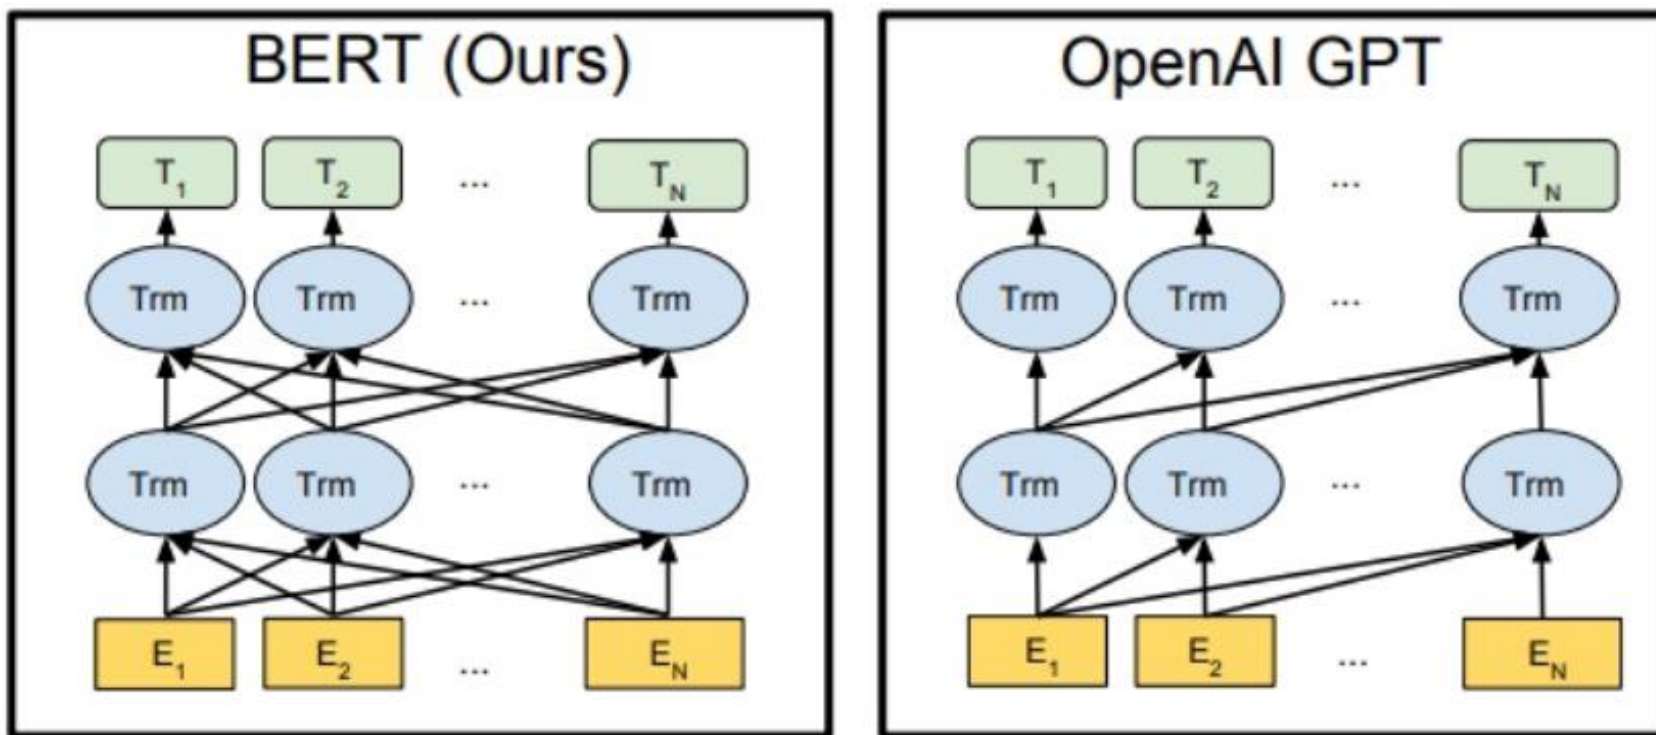 BERT (Ours)
T1 T2 ... TN
Trm Trm ... Trm
Trm Trm ... Trm
E1 E2 ... EN
OpenAI GPT
T1 T2 ... TN
Trm Trm ... Trm
Trm Trm ... Trm
E1 E2 ... EN